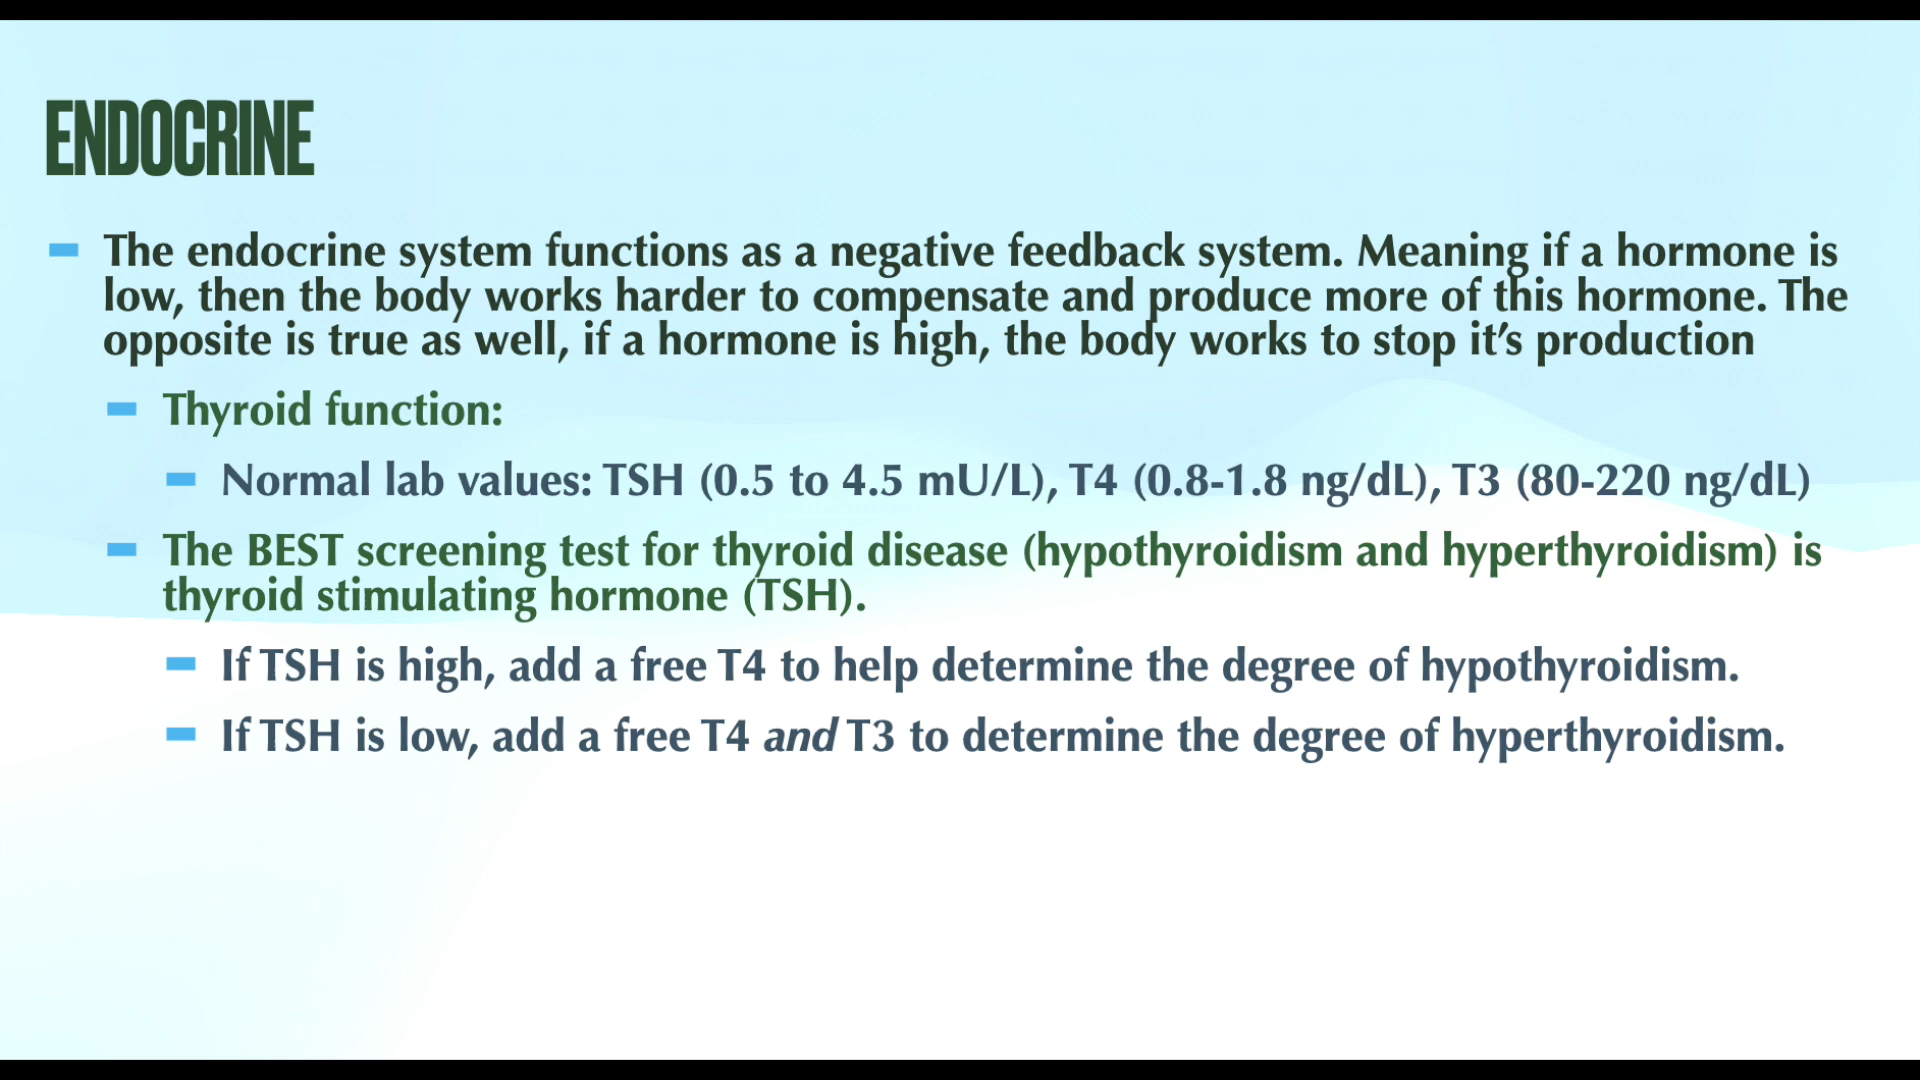 ENDOCRINE
The endocrine system functions as a negative feedback system. Meaning if a hormone is
low, then the body works harder to compensate and produce more of this hormone. The
opposite is true as well, if a hormone is high, the body works to stop it’s production
Thyroid function:
Normal lab values: TSH (0.5 to 4.5 mU/L), T4 (0.8-1.8 ng/dL), T3 (80-220 ng/dL)
The BEST screening test for thyroid disease (hypothyroidism and hyperthyroidism) is
thyroid stimulating hormone (TSH).
If TSH is high, add a free T4 to help determine the degree of hypothyroidism.
If TSH is low, add a free T4 and T3 to determine the degree of hyperthyroidism.